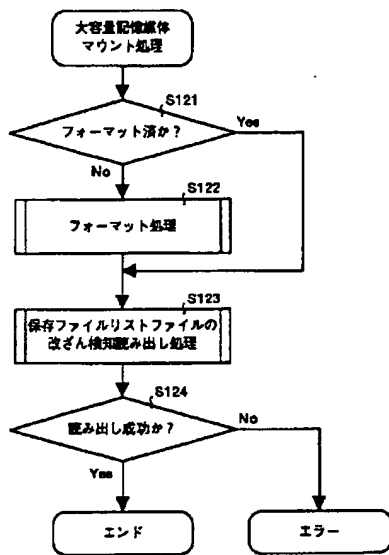 大容量記憶媒体
マウント処理
S121
フォーマット済か？
Yes
No
S122
フォーマット処理
S123
保存ファイルリストファイルの
改ざん検知読み出し処理
S124
読み出し成功か？
No
Yes
エンド
エラー